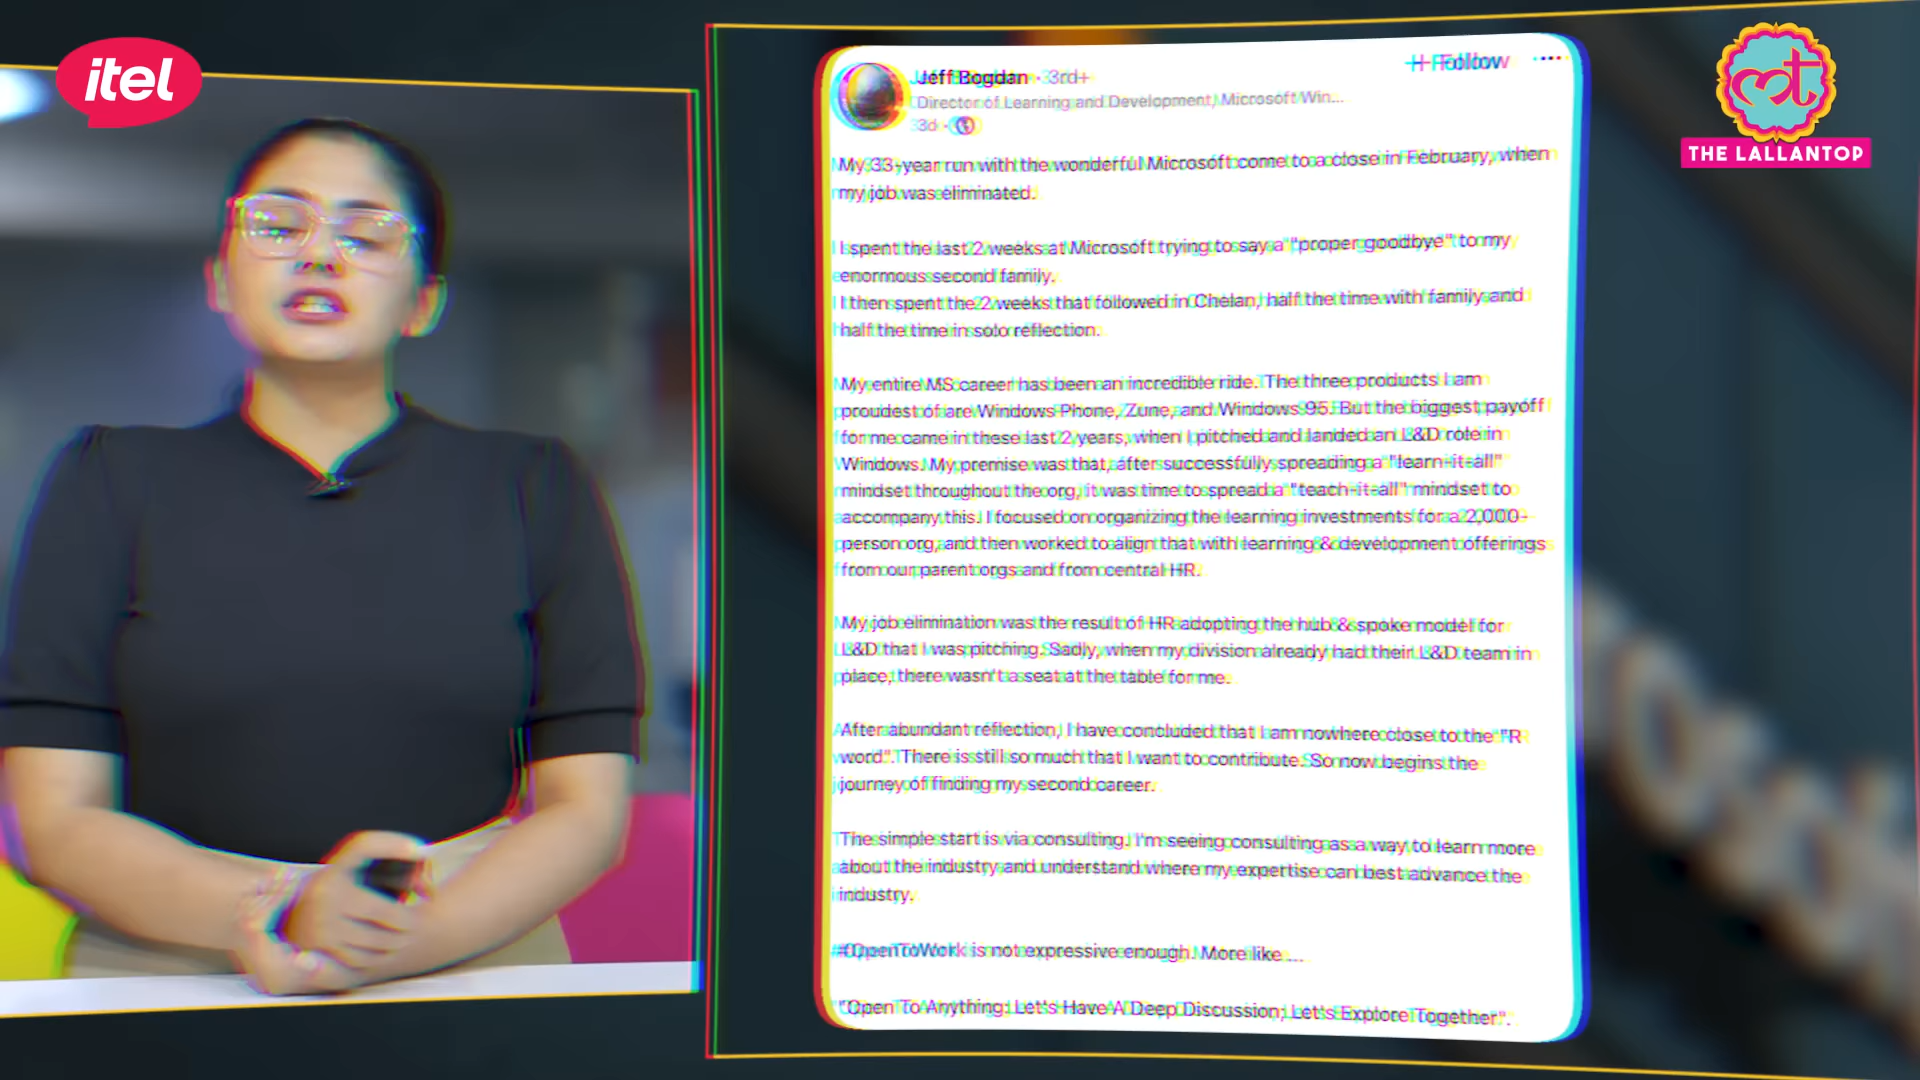 itel
THE LALLANTOP
Jeff Bogdan · 3rd+
+ Follow ...
Director of Learning and Development, Microsoft Win...
3d ·
My 33-year run with the wonderful Microsoft come to a close in February, when
my job was eliminated.
I spent the last 2 weeks at Microsoft trying to say a "proper goodbye" to my
enormous second family.
I then spent the 2 weeks that followed in Chelan, half the time with family and
half the time in solo reflection.
My entire MS career has been an incredible ride. The three products I am
proudest of are Windows Phone, Zune, and Windows 95. But the biggest payoff
for me came in these last 2 years, when I pitched and landed an L&D role in
Windows. My premise was that, after successfully spreading a "learn-it-all"
mindset throughout the org, it was time to spread a "teach-it-all" mindset to
accompany this. I focused on organizing the learning investments for a 2,000-
person org, and then worked to align that with learning & development offerings
from our parent orgs and from central HR.
My job elimination was the result of HR adopting the hub & spoke model for
L&D that I was pitching. Sadly, when my division already had their L&D team in
place, there wasn't a seat at the table for me.
After abundant reflection, I have concluded that I am nowhere close to the "R
word". There is still so much that I want to contribute. So now begins the
journey of finding my second career.
The simple start is via consulting. I'm seeing consulting as a way to learn more
about the industry and understand where my expertise can best advance the
industry.
#OpenToWork is not expressive enough. More like ...
"Open To Anything; Let's Have A Deep Discussion; Let's Explore Together".